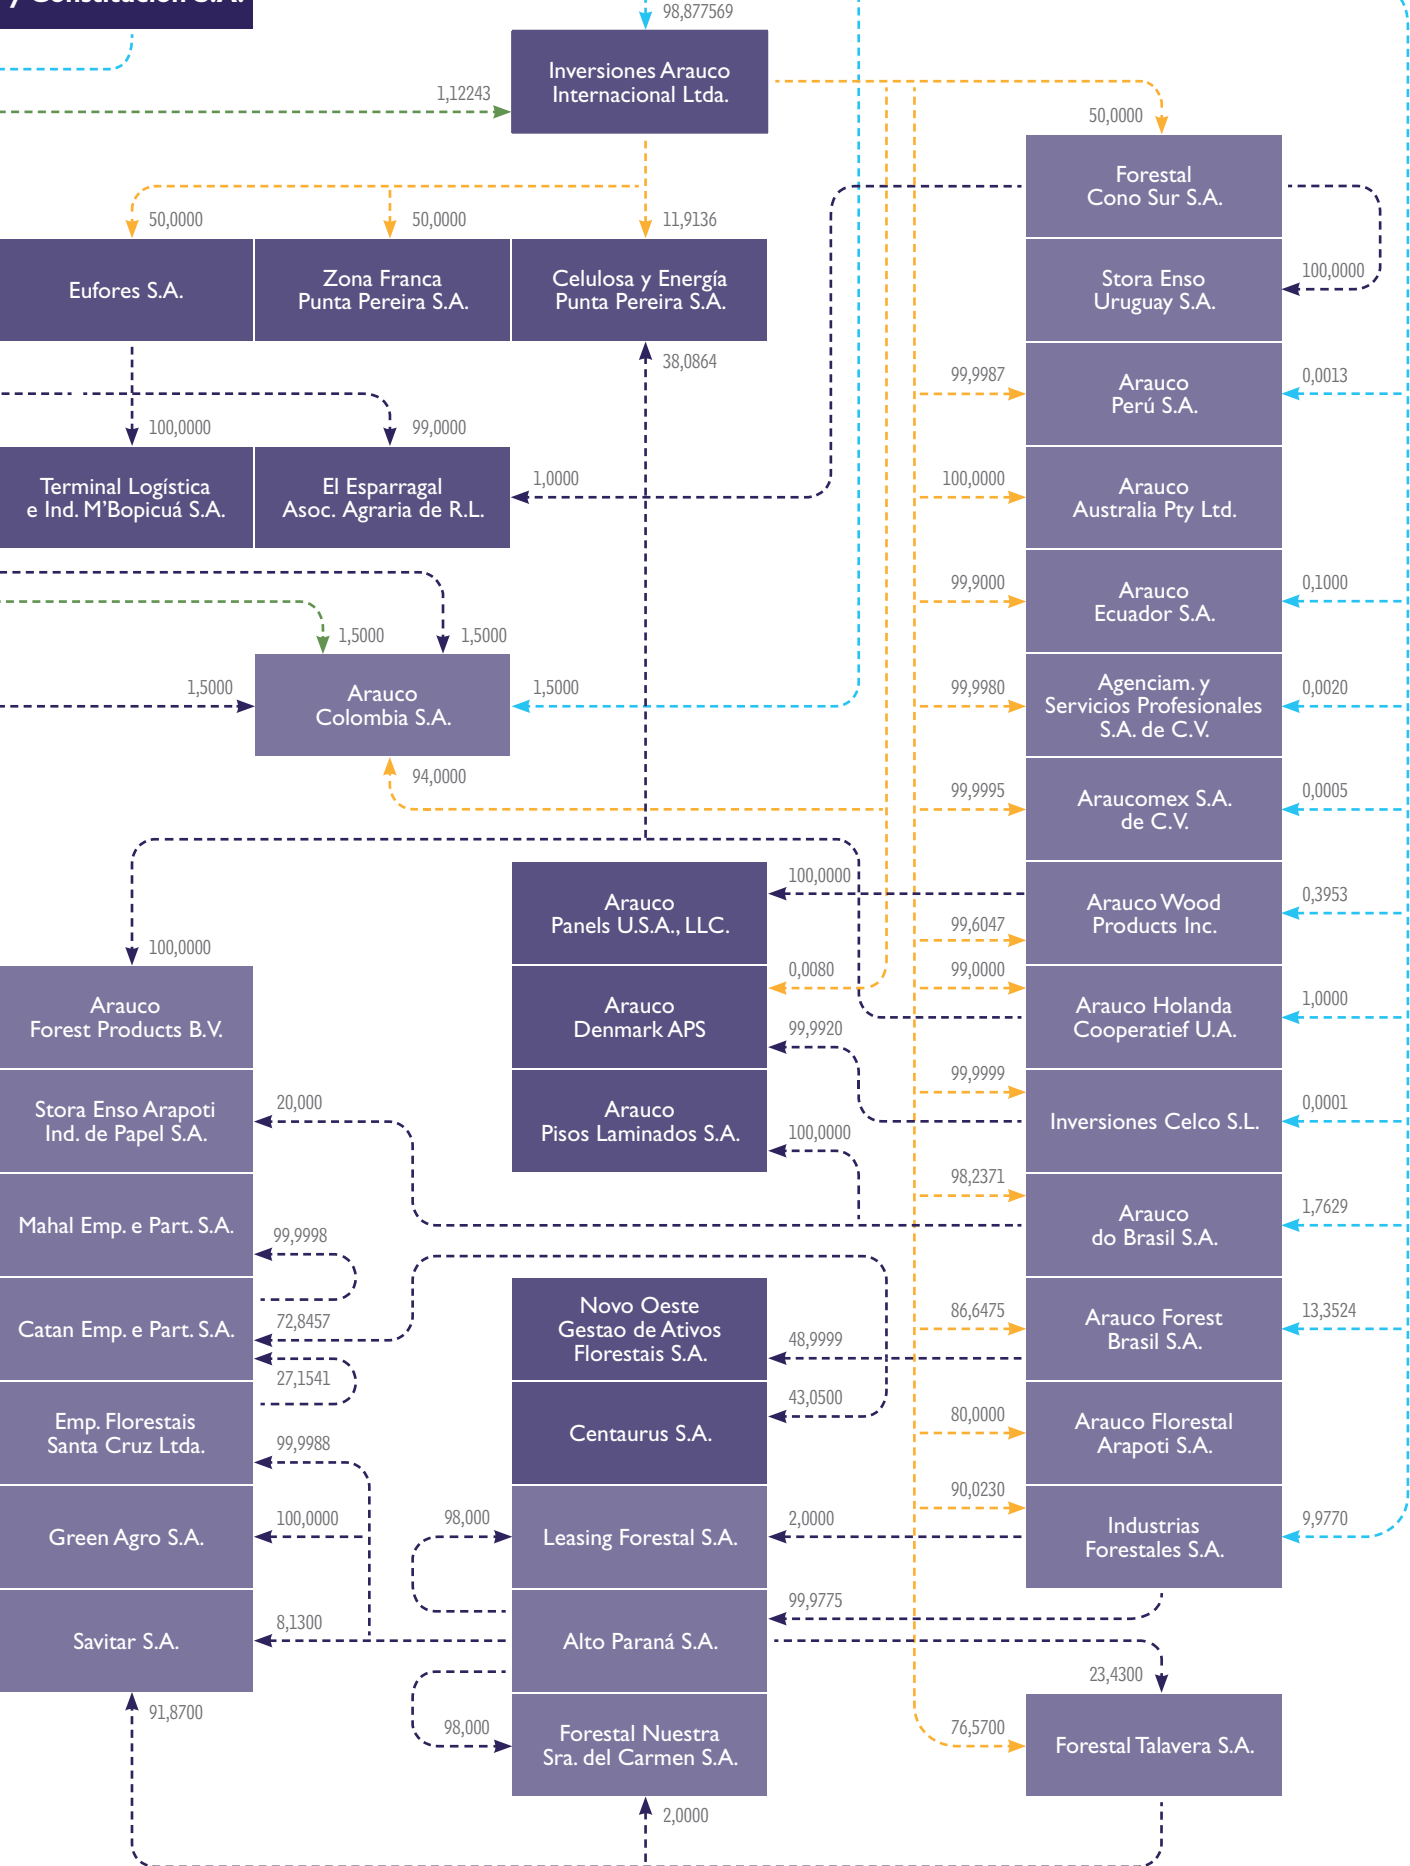 y Constitución S.A.
98,877569
Inversiones Arauco
Internacional Ltda.
1,12243
50,0000
Forestal
Cono Sur S.A.
50,0000
50,0000
11,9136
Eufores S.A.
Zona Franca
Punta Pereira S.A.
Celulosa y Energía
Punta Pereira S.A.
Stora Enso
Uruguay S.A.
100,0000
38,0864
99,9987
Arauco
Perú S.A.
0,0013
100,0000
99,0000
Terminal Logística
e Ind. M'Bopicuá S.A.
El Esparragal
Asoc. Agraria de R.L.
1,0000
100,0000
Arauco
Australia Pty Ltd.
99,9000
Arauco
Ecuador S.A.
0,1000
1,5000
1,5000
1,5000
Arauco
Colombia S.A.
1,5000
94,0000
99,9980
Agenciam. y
Servicios Profesionales
S.A. de C.V.
0,0020
99,9995
Araucomex S.A.
de C.V.
0,0005
Arauco
Panels U.S.A., LLC.
100,0000
99,6047
Arauco Wood
Products Inc.
0,3953
100,0000
Arauco
Forest Products B.V.
Arauco
Denmark APS
0,0080
99,9920
99,0000
Arauco Holanda
Cooperatief U.A.
1,0000
Stora Enso Arapoti
Ind. de Papel S.A.
20,000
Arauco
Pisos Laminados S.A.
100,0000
99,9999
Inversiones Celco S.L.
0,0001
Mahal Emp. e Part. S.A.
99,9998
98,2371
Arauco
do Brasil S.A.
1,7629
Catan Emp. e Part. S.A.
72,8457
27,1541
Novo Oeste
Gestao de Ativos
Florestais S.A.
48,9999
86,6475
Arauco Forest
Brasil S.A.
13,3524
Emp. Florestais
Santa Cruz Ltda.
99,9988
Centaurus S.A.
43,0500
80,0000
Arauco Florestal
Arapoti S.A.
Green Agro S.A.
100,0000
98,000
Leasing Forestal S.A.
2,0000
90,0230
Industrias
Forestales S.A.
9,9770
Savitar S.A.
8,1300
Alto Paraná S.A.
99,9775
23,4300
91,8700
98,000
Forestal Nuestra
Sra. del Carmen S.A.
76,5700
Forestal Talavera S.A.
2,0000